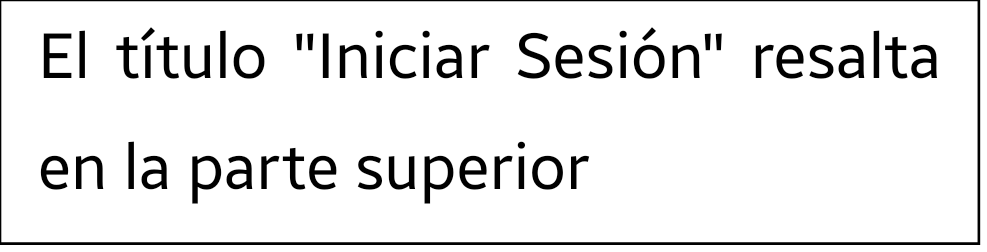 El título "Iniciar Sesión" resalta
en la parte superior